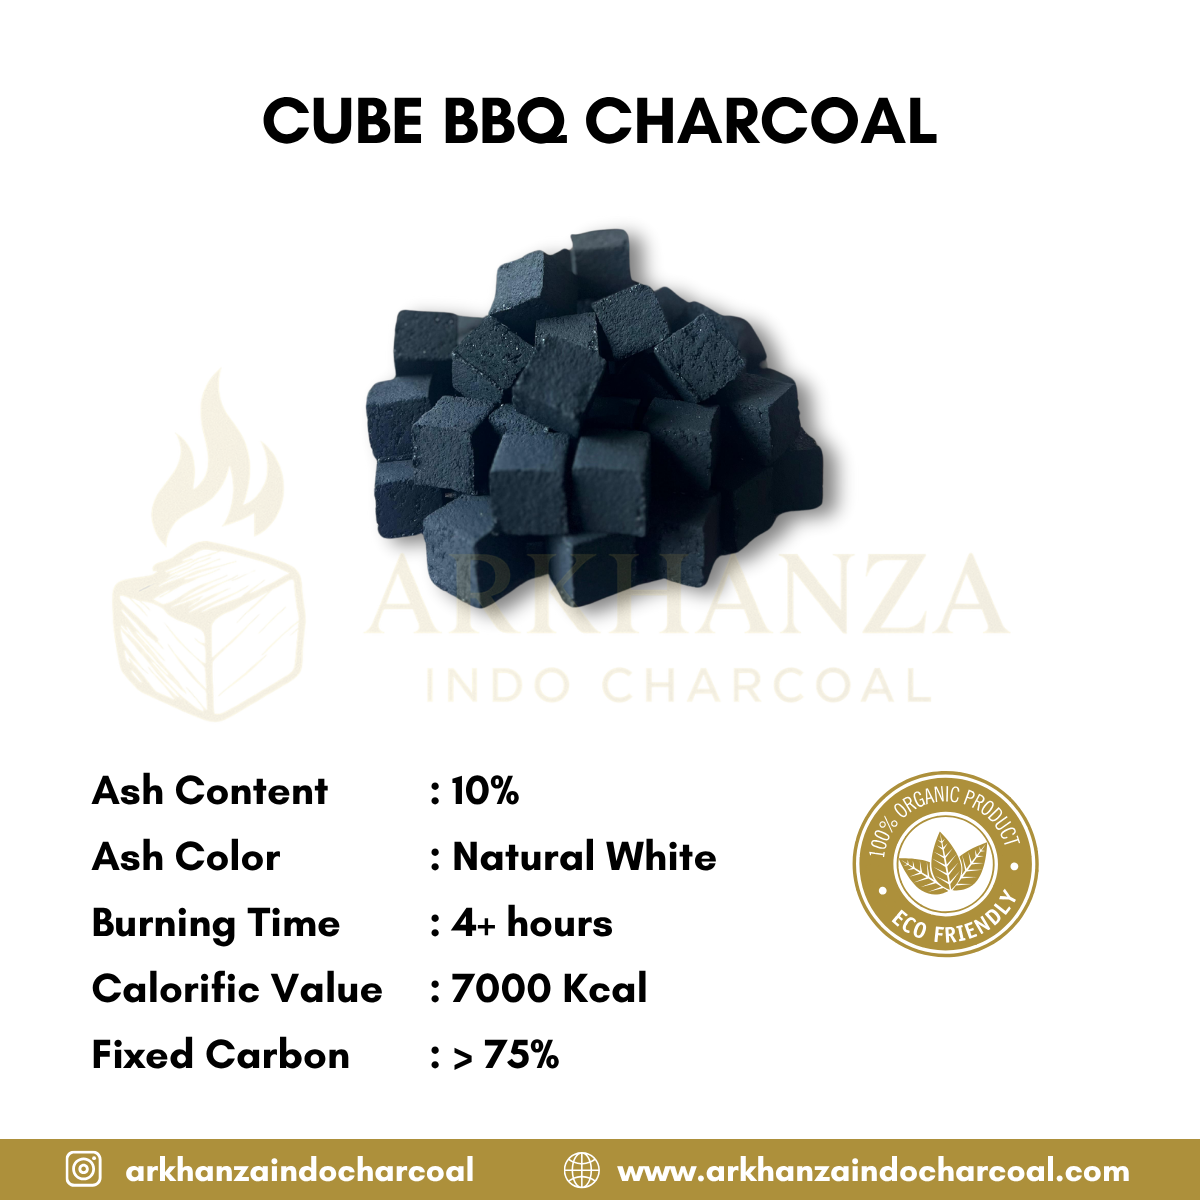 CUBE BBQ CHARCOAL
ARKHANZA
INDO CHARCOAL
Ash Content : 10%
Ash Color : Natural White
Burning Time : 4+ hours
Calorific Value : 7000 Kcal
Fixed Carbon : > 75%
100% ORGANIC PRODUCT
ECO FRIENDLY
arkhanzaindocharcoal
www.arkhanzaindocharcoal.com